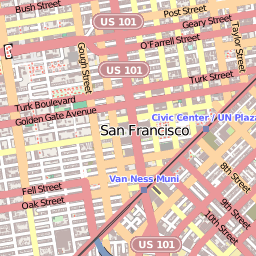 Bush Street
US 101
Post Street
Geary Street
O'Farrell Street
Taylor Street
Gough Street
US 101
Turk Street
Turk Boulevard
Golden Gate Avenue
Civic Center / UN Plaza
San Francisco
8th Street
Van Ness Muni
Fell Street
Oak Street
9th Street
10th Street
US 101